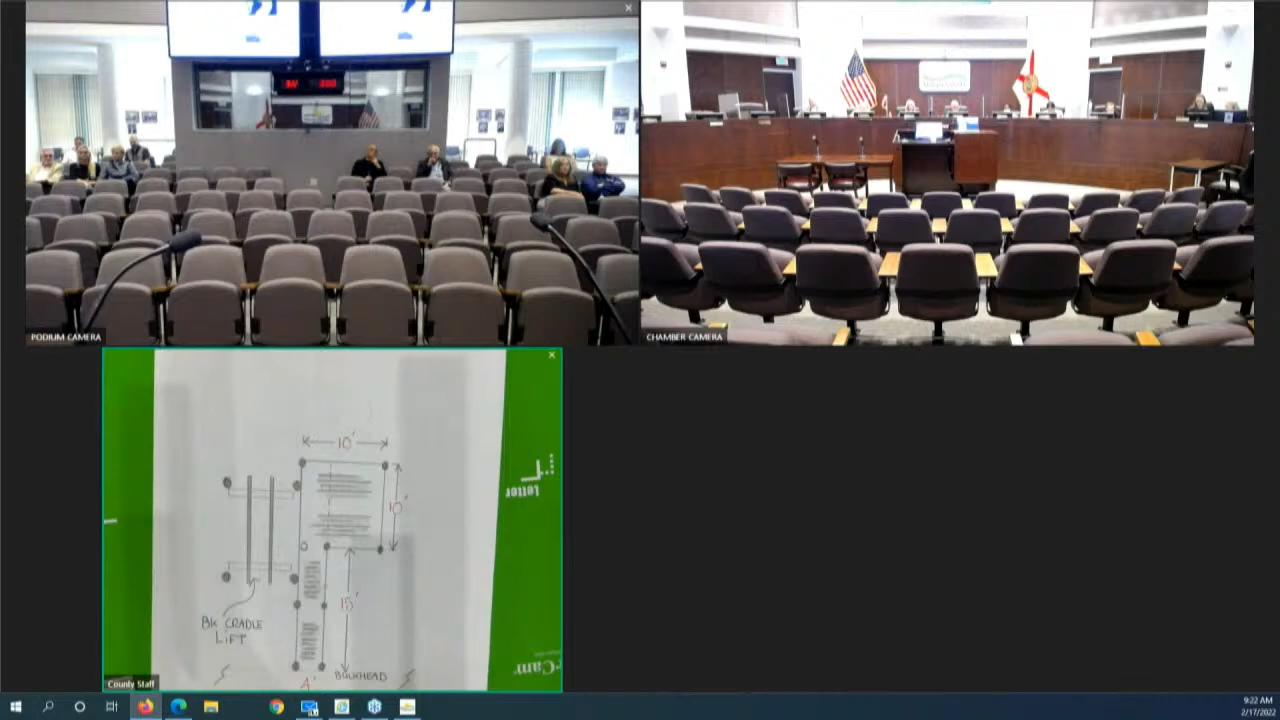 PODIUM CAMERA
CHAMBER CAMERA
10'
10'
15'
8K CRADLE
LIFT
4'
BULKHEAD
Letter
Cam
County Staff
9:22 AM
2/17/2022